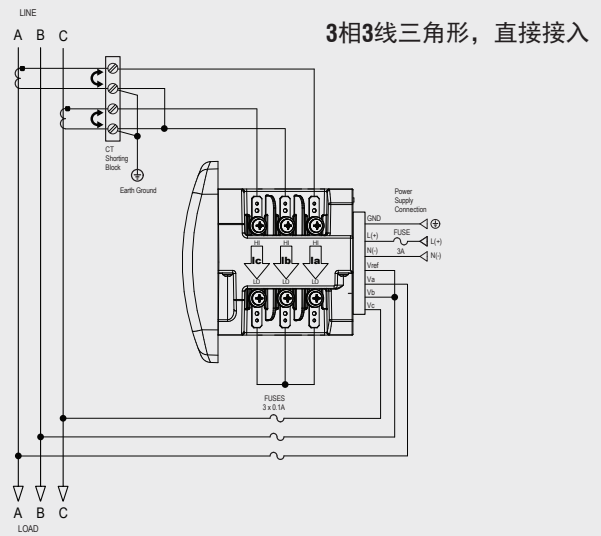 LINE
A B C
3相3线三角形，直接接入
CT
Shorting
Block
Earth Ground
Power
Supply
Connection
GND
L(+)
FUSE
L(+)
N(-)
3A
N(-)
Vref
Va
Vb
Vc
HI HI HI
Ic Ib Ia
LO LO LO
FUSES
3 x 0.1A
A B C
LOAD